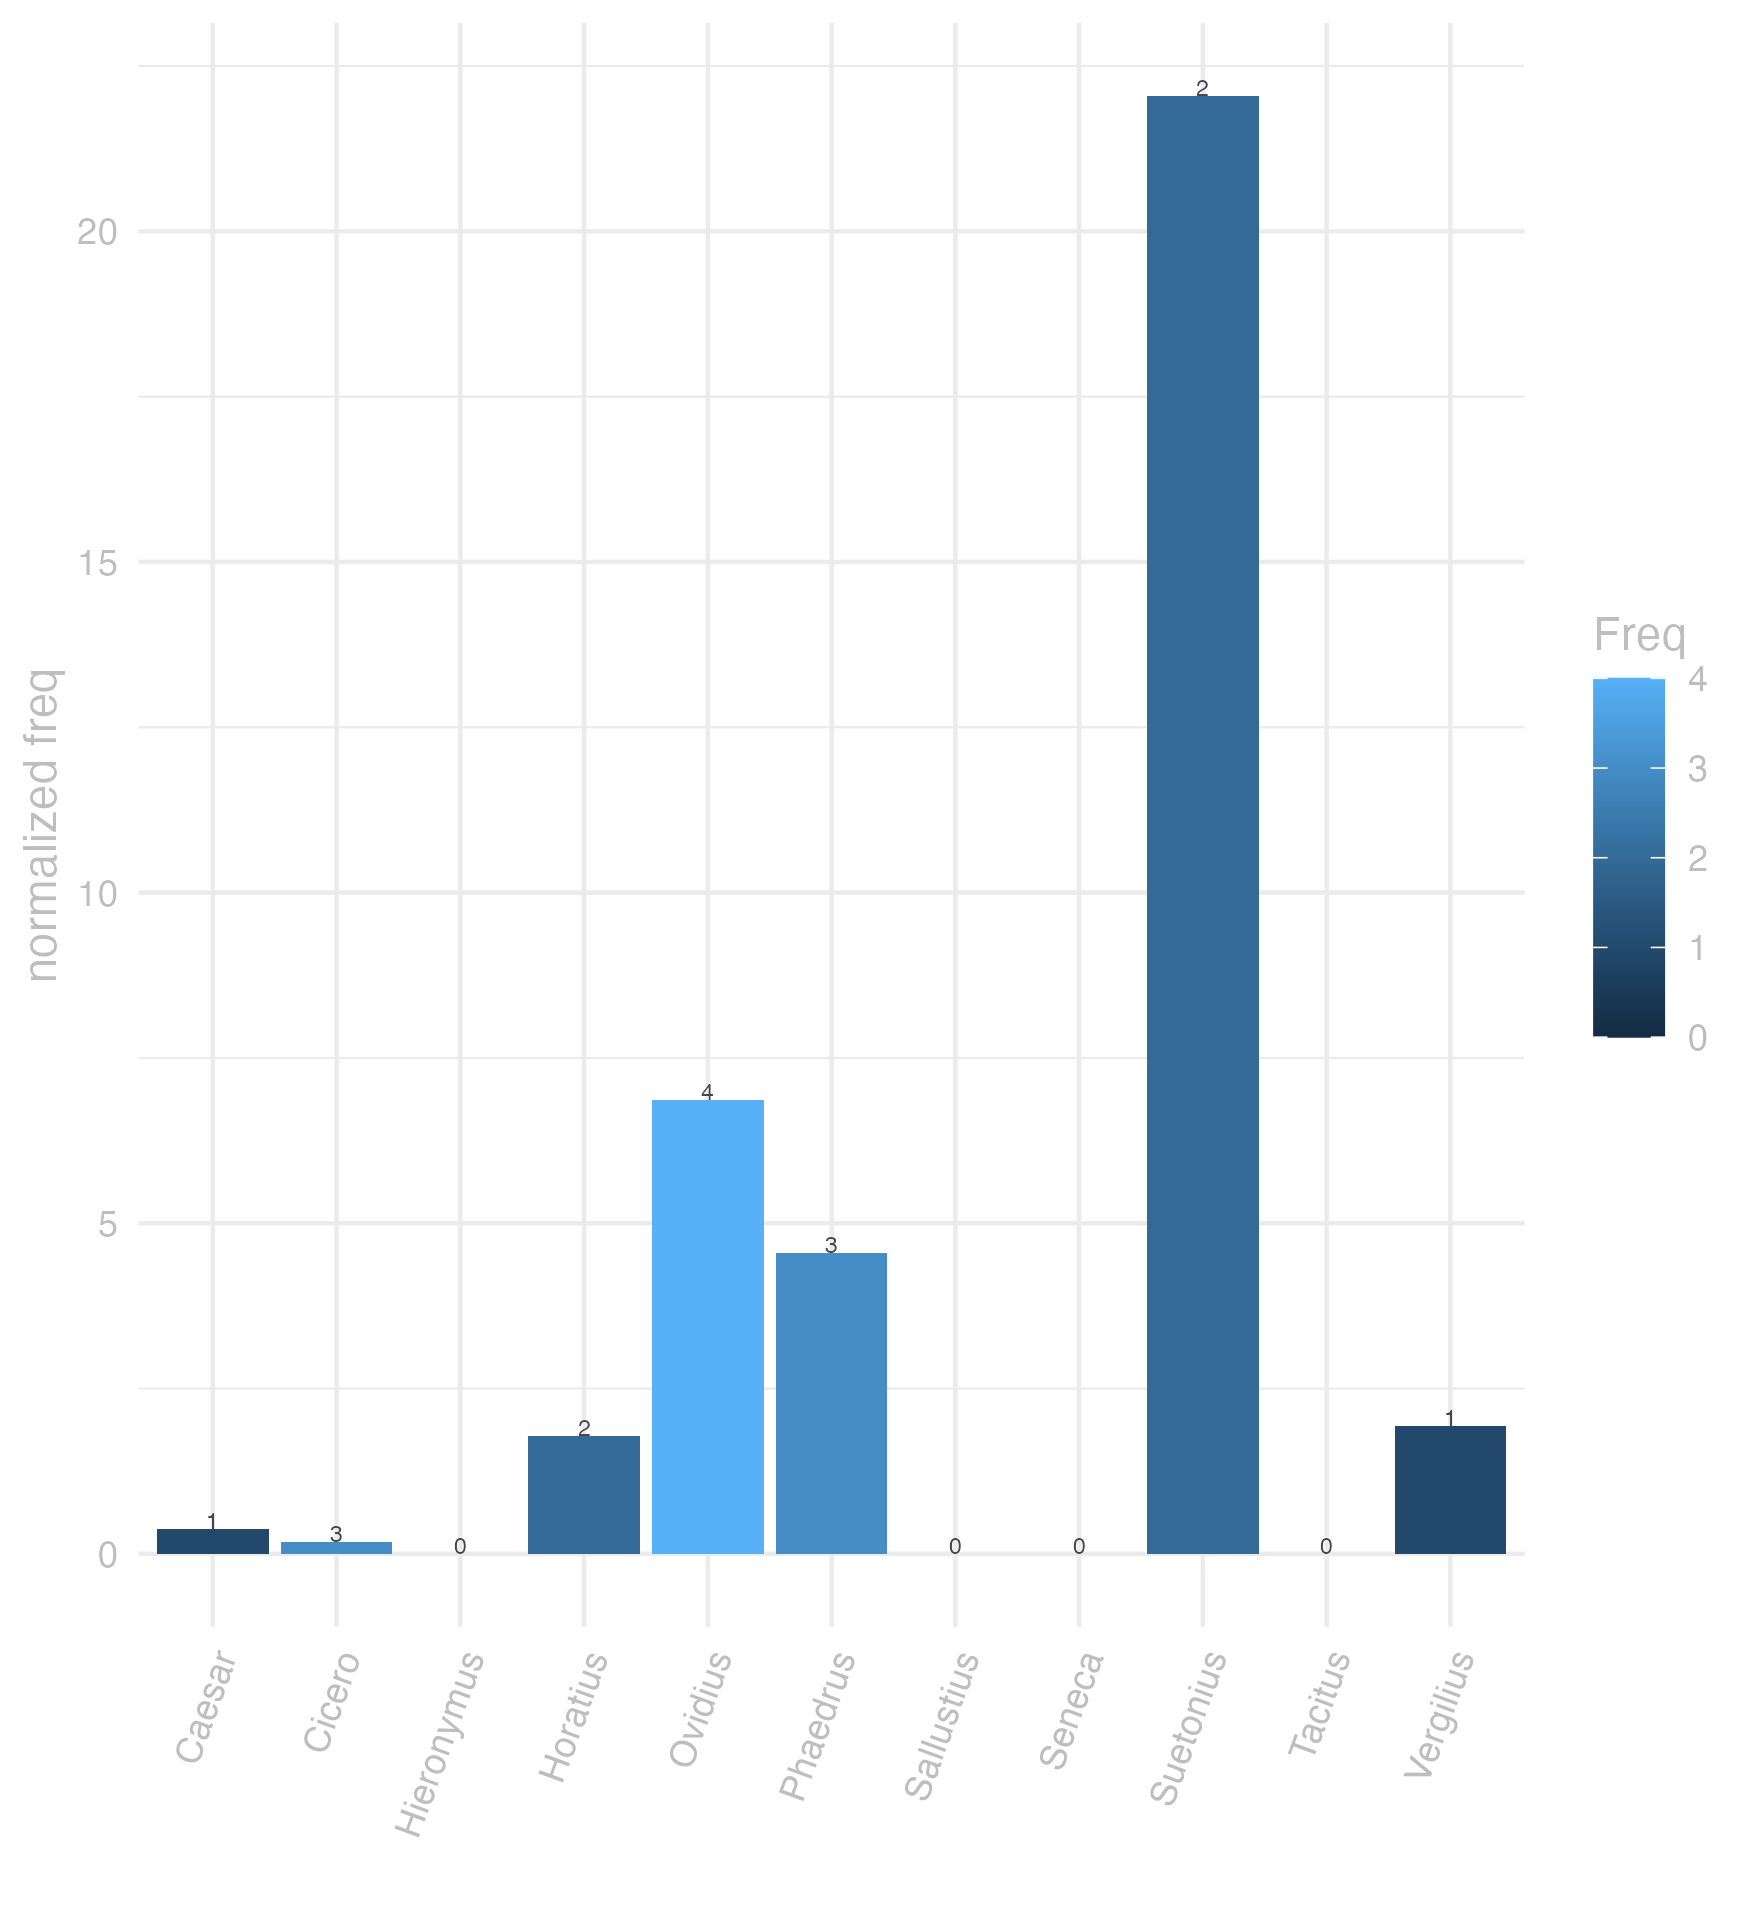 2
20
15
10
5
0
normalized freq
4
3
2
1
1
3
0
0
0
0
Freq
4
3
2
1
0
Caesar
Cicero
Hieronymus
Horatius
Ovidius
Phaedrus
Sallustius
Seneca
Suetonius
Tacitus
Vergilius